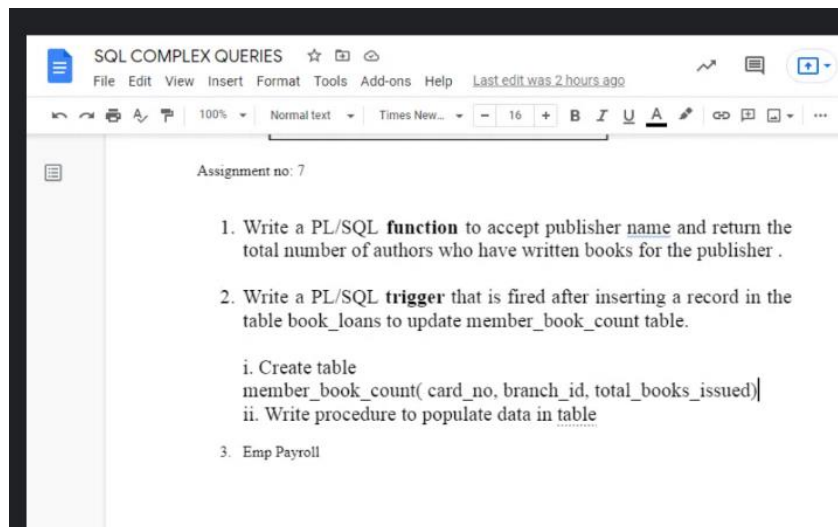 SQL COMPLEX QUERIES
File Edit View Insert Format Tools Add-ons Help Last edit was 2 hours ago
100% Normal text Times New... − 16 + B I U A ...
Assignment no: 7
1. Write a PL/SQL function to accept publisher name and return the
total number of authors who have written books for the publisher .
2. Write a PL/SQL trigger that is fired after inserting a record in the
table book_loans to update member_book_count table.
i. Create table
member_book_count( card_no, branch_id, total_books_issued)
ii. Write procedure to populate data in table
3. Emp Payroll